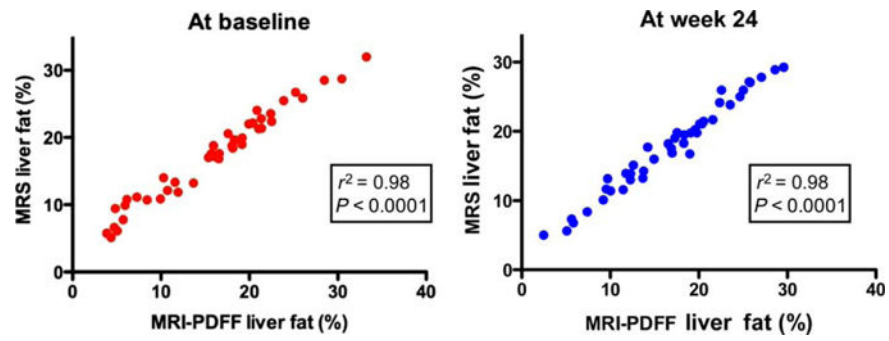 At baseline
MRS liver fat (%)
30
20
10
0
r² = 0.98
P < 0.0001
0 10 20 30 40
MRI-PDFF liver fat (%)
At week 24
MRS liver fat (%)
30
20
10
0
r² = 0.98
P < 0.0001
0 10 20 30 40
MRI-PDFF liver fat (%)